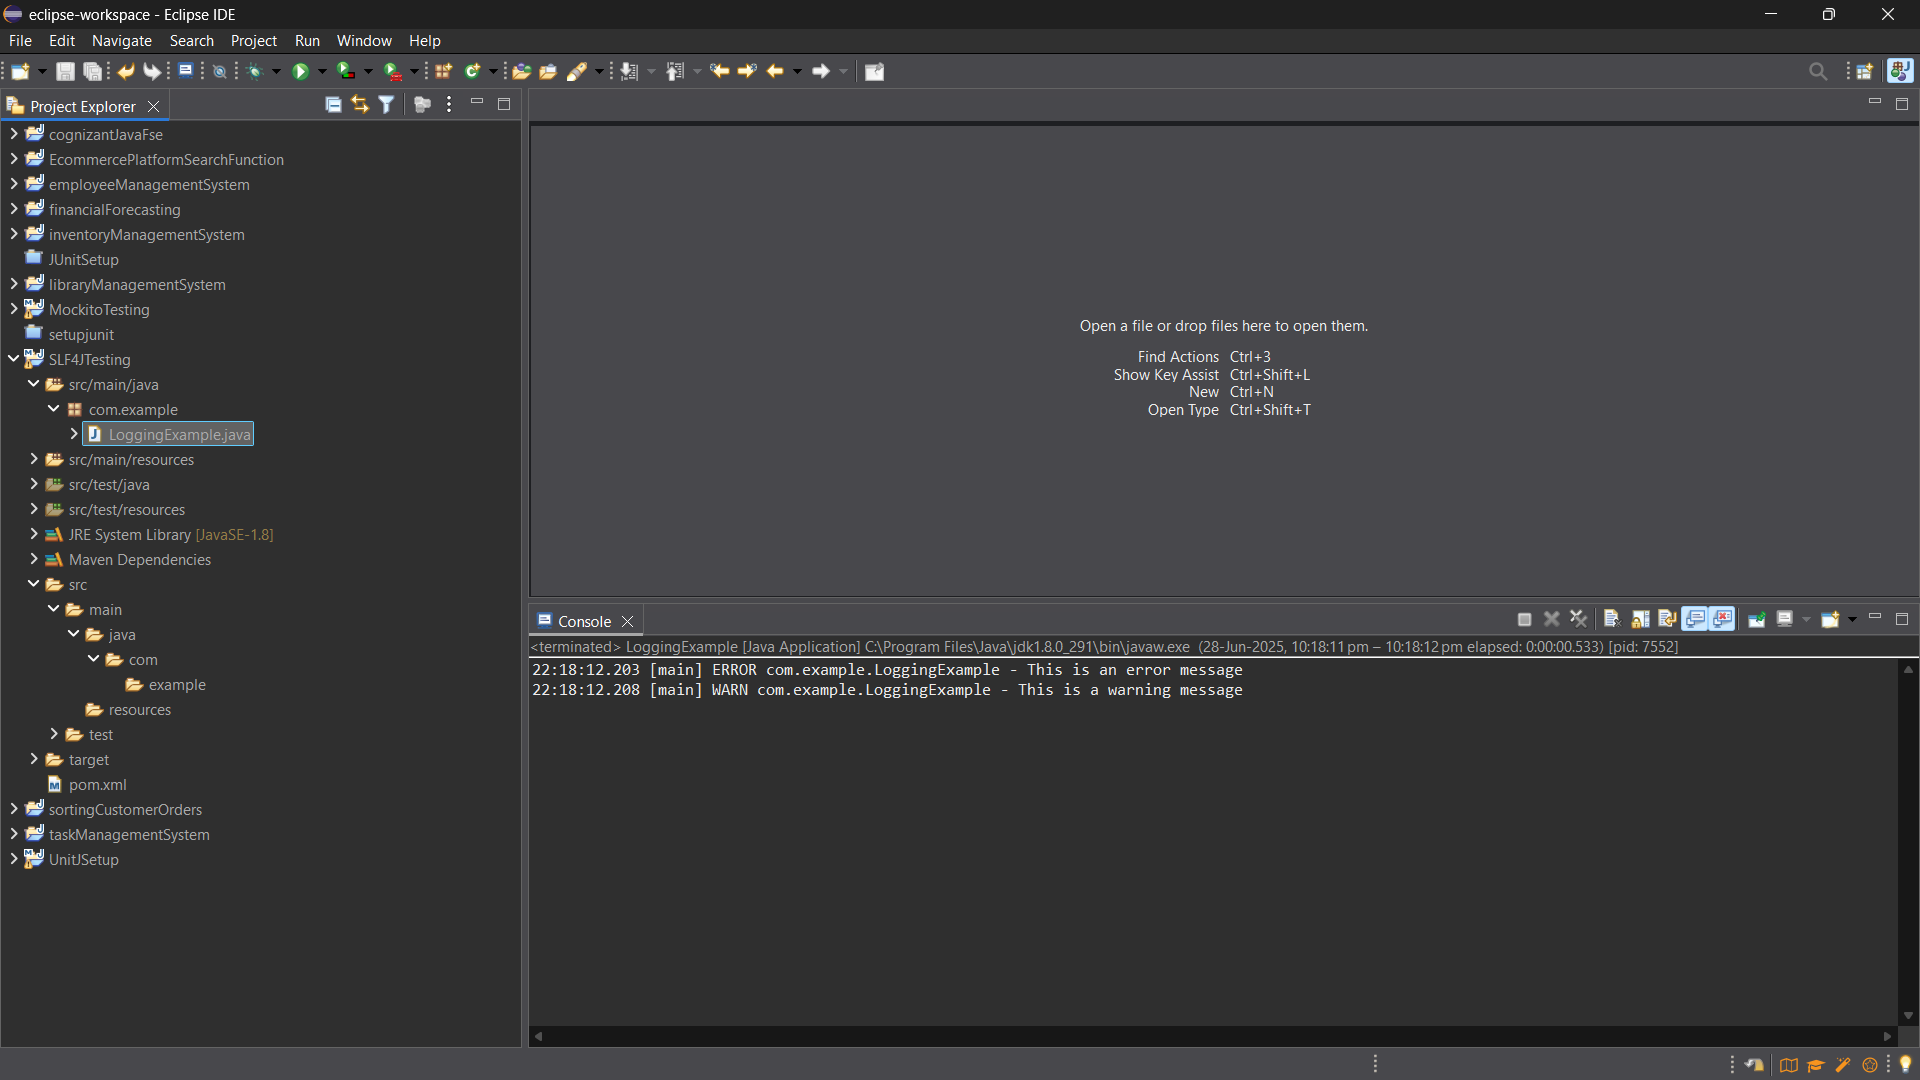 eclipse-workspace - Eclipse IDE
File Edit Navigate Search Project Run Window Help
Project Explorer
cognizantJavaFse
EcommercePlatformSearchFunction
employeeManagementSystem
financialForecasting
inventoryManagementSystem
JUnitSetup
libraryManagementSystem
MockitoTesting
setupjunit
SLF4JTesting
src/main/java
com.example
LoggingExample.java
src/main/resources
src/test/java
src/test/resources
JRE System Library [JavaSE-1.8]
Maven Dependencies
src
main
java
com
example
resources
test
target
pom.xml
sortingCustomerOrders
taskManagementSystem
UnitJSetup
Open a file or drop files here to open them.
Find Actions Ctrl+3
Show Key Assist Ctrl+Shift+L
New Ctrl+N
Open Type Ctrl+Shift+T
Console
<terminated> LoggingExample [Java Application] C:\Program Files\Java\jdk1.8.0_291\bin\javaw.exe (28-Jun-2025, 10:18:11 pm – 10:18:12 pm elapsed: 0:00:00.533) [pid: 7552]
22:18:12.203 [main] ERROR com.example.LoggingExample - This is an error message
22:18:12.208 [main] WARN com.example.LoggingExample - This is a warning message